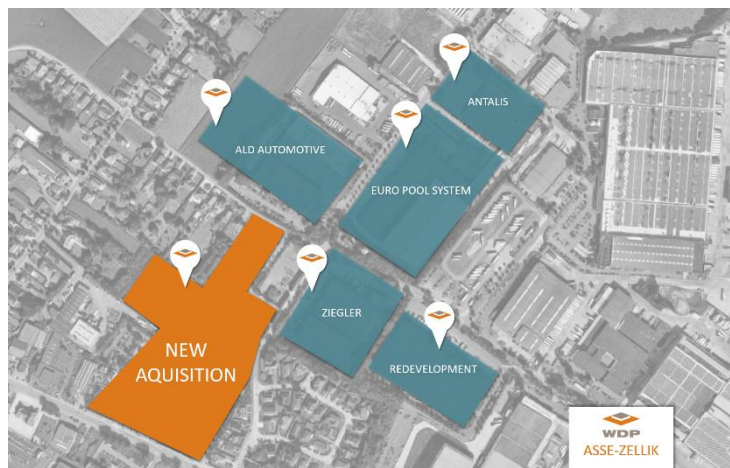 ANTALIS
ALD AUTOMOTIVE
EURO POOL SYSTEM
ZIEGLER
NEW
AQUISITION
REDEVELOPMENT
WDP
ASSE-ZELLIK